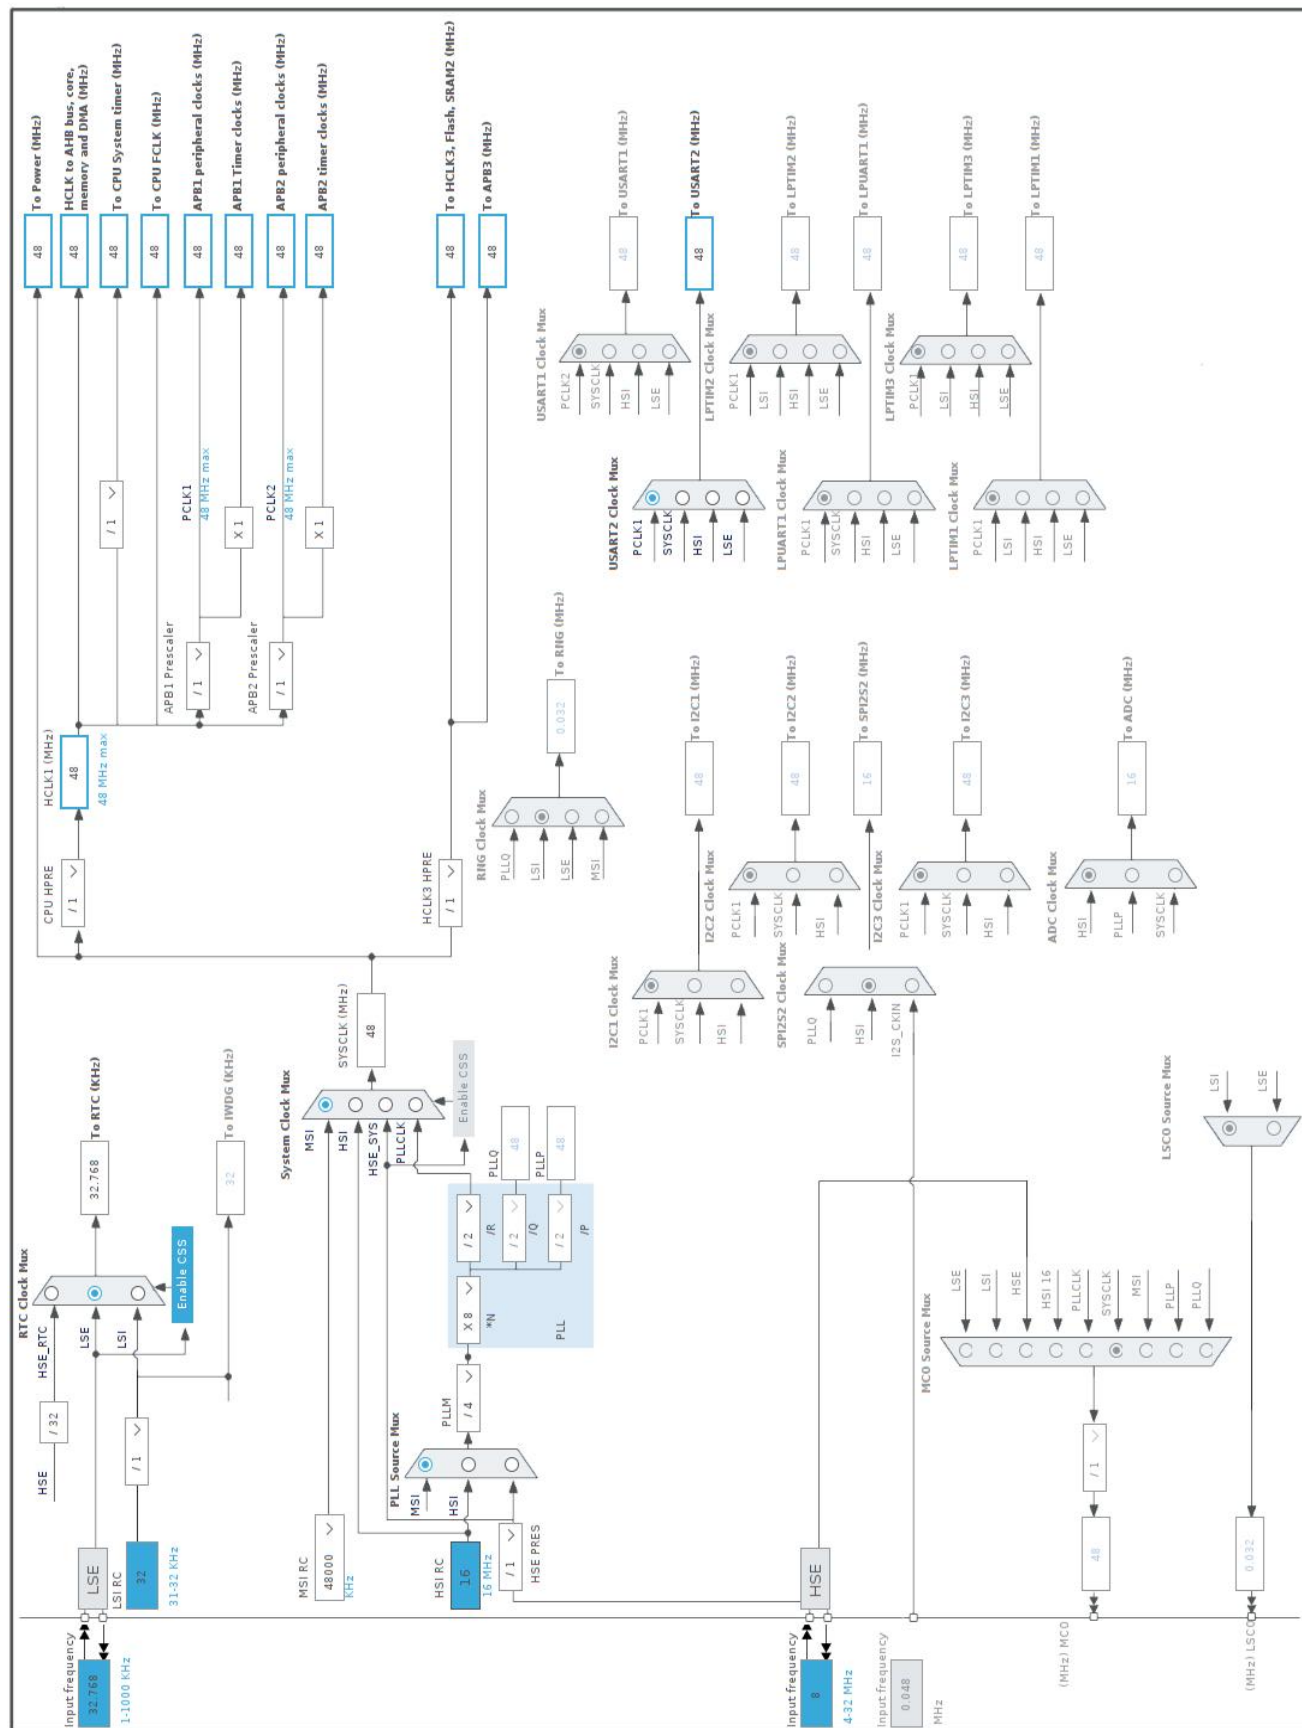 Input frequency
32.768
1-1000 KHz
LSE
LSI RC
32
31-32 KHz
HSE
/ 32
HSE_RTC
LSE
/ 1
LSI
RTC Clock Mux
Enable CSS
32.768
To RTC (KHz)
32
To IWDG (KHz)
MSI RC
48000
KHz
HSI RC
16
16 MHz
/ 1
HSE PRES
PLL Source Mux
MSI
HSI
PLLM
/ 4
X 8
*N
PLL
/ 2
/R
/ 2
/Q
/ 2
/P
PLLQ
48
PLLP
48
System Clock Mux
MSI
HSI
HSE_SYS
PLLCLK
Enable CSS
SYSCLK (MHz)
48
CPU HPRE
/ 1
HCLK1 (MHz)
48
48 MHz max
HCLK3 HPRE
/ 1
APB1 Prescaler
/ 1
APB2 Prescaler
/ 1
/ 1
PCLK1
48 MHz max
X 1
PCLK2
48 MHz max
X 1
48
To Power (MHz)
48
HCLK to AHB bus, core,
memory and DMA (MHz)
48
To CPU System timer (MHz)
48
To CPU FCLK (MHz)
48
APB1 peripheral clocks (MHz)
48
APB1 Timer clocks (MHz)
48
APB2 peripheral clocks (MHz)
48
APB2 timer clocks (MHz)
48
To HCLK3, Flash, SRAM2 (MHz)
48
To APB3 (MHz)
RNG Clock Mux
PLLQ
LSI
LSE
MSI
0.032
To RNG (MHz)
USART1 Clock Mux
PCLK2
SYSCLK
HSI
LSE
48
To USART1 (MHz)
USART2 Clock Mux
PCLK1
SYSCLK
HSI
LSE
48
To USART2 (MHz)
LPTIM2 Clock Mux
PCLK1
LSI
HSI
LSE
48
To LPTIM2 (MHz)
LPUART1 Clock Mux
PCLK1
SYSCLK
HSI
LSE
48
To LPUART1 (MHz)
LPTIM3 Clock Mux
PCLK1
LSI
HSI
LSE
48
To LPTIM3 (MHz)
LPTIM1 Clock Mux
PCLK1
LSI
HSI
LSE
48
To LPTIM1 (MHz)
I2C1 Clock Mux
PCLK1
SYSCLK
HSI
48
To I2C1 (MHz)
I2C2 Clock Mux
PCLK1
SYSCLK
HSI
48
To I2C2 (MHz)
SPI2S2 Clock Mux
PLLQ
HSI
I2S_CKIN
16
To SPI2S2 (MHz)
I2C3 Clock Mux
PCLK1
SYSCLK
HSI
48
To I2C3 (MHz)
ADC Clock Mux
HSI
PLLP
SYSCLK
16
To ADC (MHz)
Input frequency
8
4-32 MHz
HSE
Input frequency
0.048
MHz
(MHz) MCO
48
/ 1
MCO Source Mux
LSE
LSI
HSE
HSI 16
PLLCLK
SYSCLK
MSI
PLLP
PLLQ
(MHz) LSCO
0.032
LSCO Source Mux
LSI
LSE